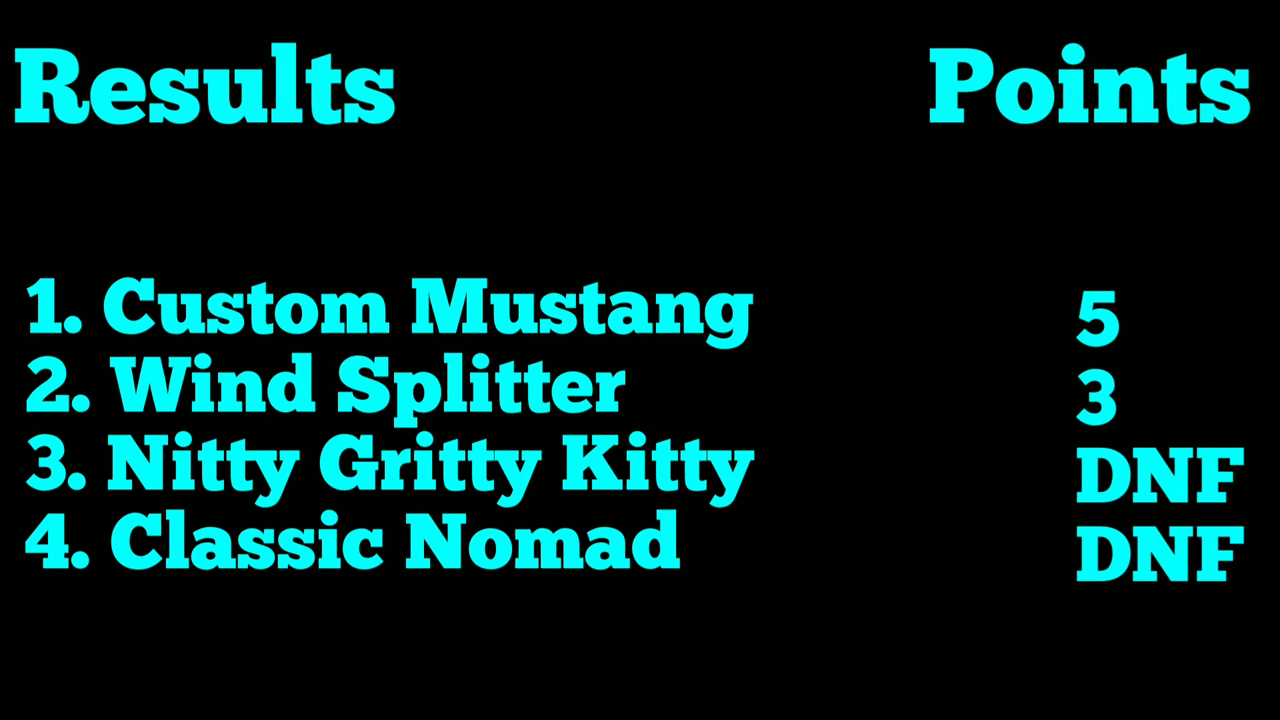 Results Points
1. Custom Mustang 5
2. Wind Splitter 3
3. Nitty Gritty Kitty DNF
4. Classic Nomad DNF